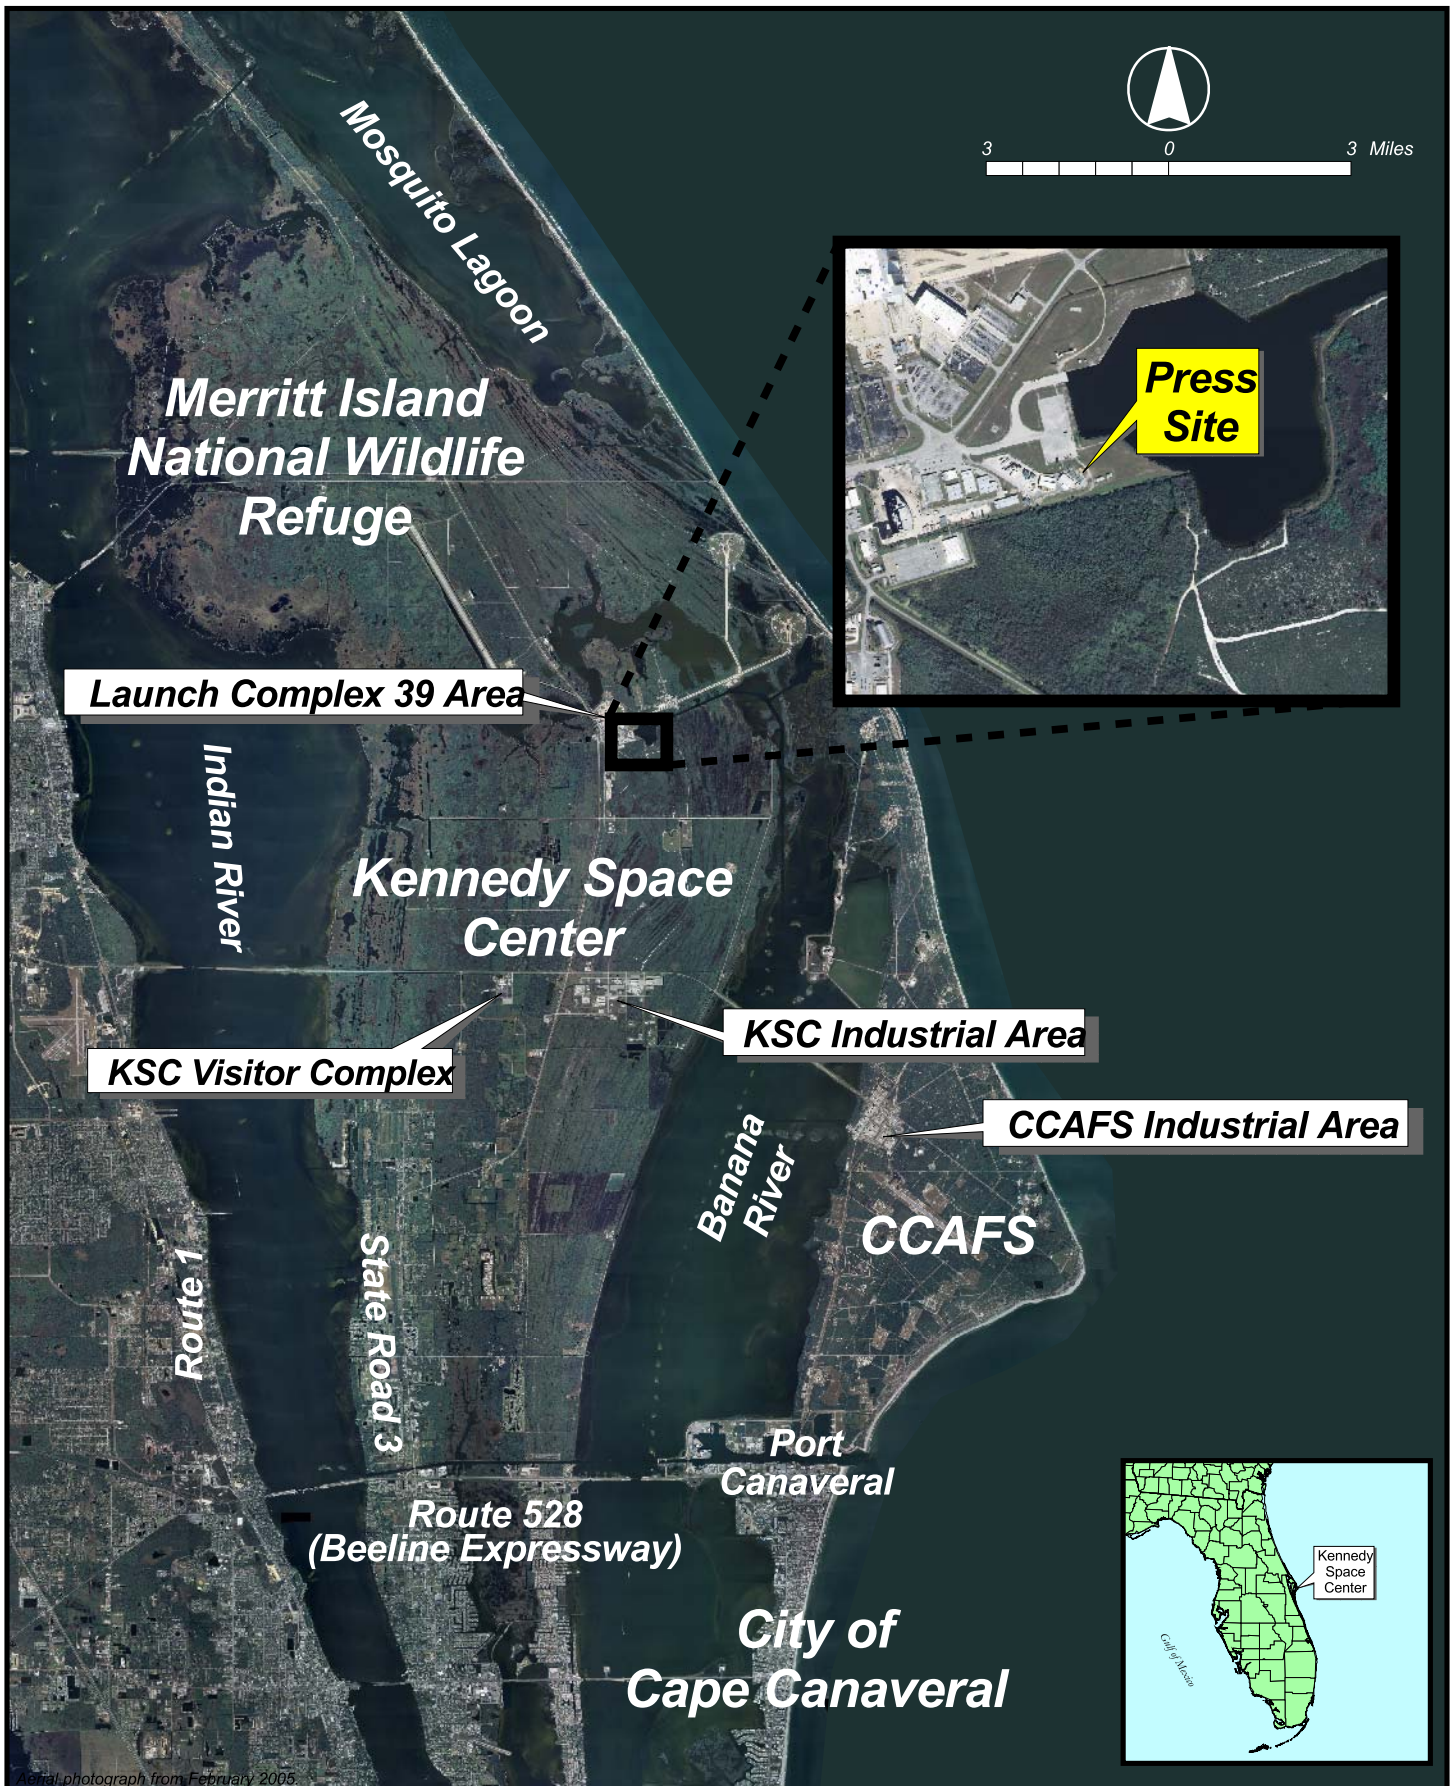 3 0 3 Miles
Mosquito Lagoon
Merritt Island
National Wildlife
Refuge
Press
Site
Launch Complex 39 Area
Indian River
Kennedy Space
Center
KSC Industrial Area
KSC Visitor Complex
CCAFS Industrial Area
Banana
River
CCAFS
Route 1
State Road 3
Port
Canaveral
Route 528
(Beeline Expressway)
Kennedy
Space
Center
Gulf of Mexico
City of
Cape Canaveral
Aerial photograph from February 2005.